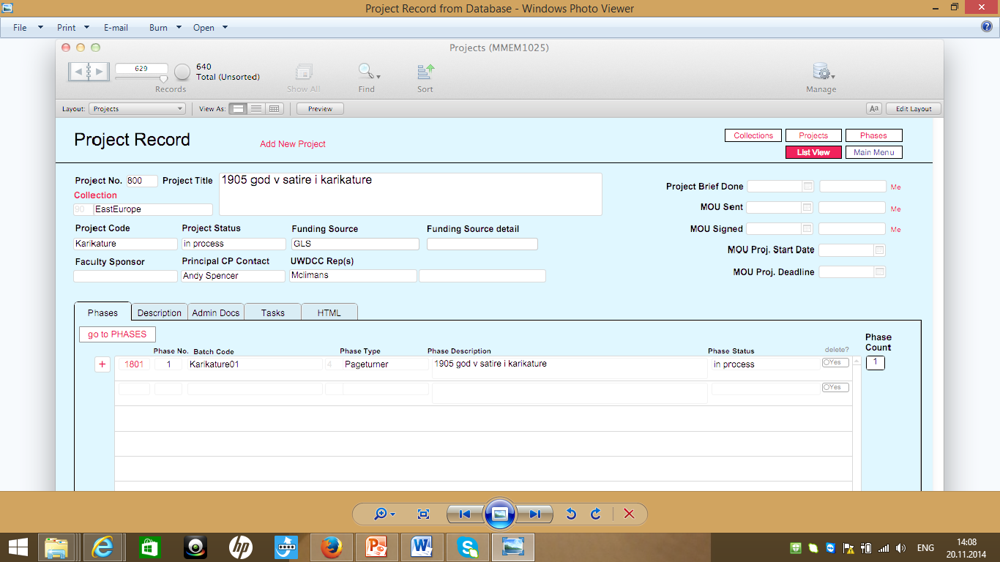 Project Record from Database - Windows Photo Viewer
File Print E-mail Burn Open
Projects (MMEM1025)
629
640
Total (Unsorted)
Records Show All Find Sort Manage
Layout: Projects View As: Preview Aa Edit Layout
Project Record Add New Project
Collections Projects Phases
List View Main Menu
Project No. 800 Project Title 1905 god v satire i karikature
Project Brief Done Me
Collection
90 EastEurope
MOU Sent Me
Project Code Project Status Funding Source Funding Source detail
MOU Signed Me
Karikature in process GLS
MOU Proj. Start Date
Faculty Sponsor Principal CP Contact UWDCC Rep(s)
Andy Spencer Mclimans
MOU Proj. Deadline
Phases Description Admin Docs Tasks HTML
go to PHASES
Phase Count
Phase No. Batch Code Phase Type Phase Description Phase Status delete?
+ 1801 1 Karikature01 4 Pageturner 1905 god v satire i karikature in process Yes 1
Yes
hp
ENG
14:08
20.11.2014